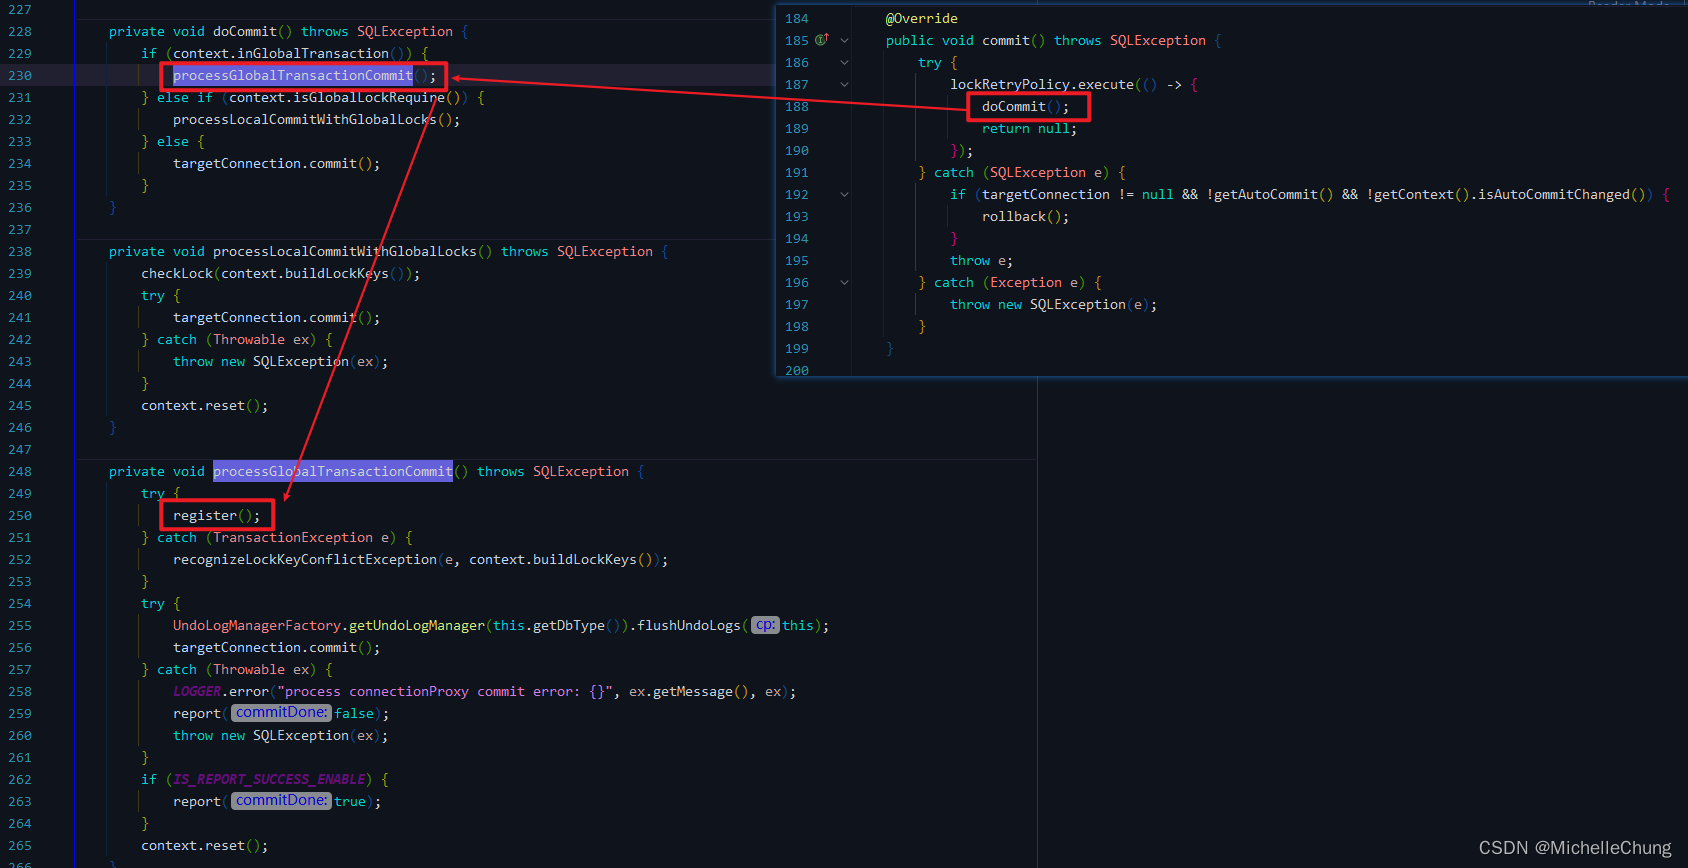 227
228 private void doCommit() throws SQLException {
229 if (context.inGlobalTransaction()) {
230 processGlobalTransactionCommit();
231 } else if (context.isGlobalLockRequire()) {
232 processLocalCommitWithGlobalLocks();
233 } else {
234 targetConnection.commit();
235 }
236 }
237
238 private void processLocalCommitWithGlobalLocks() throws SQLException {
239 checkLock(context.buildLockKeys());
240 try {
241 targetConnection.commit();
242 } catch (Throwable ex) {
243 throw new SQLException(ex);
244 }
245 context.reset();
246 }
247
248 private void processGlobalTransactionCommit() throws SQLException {
249 try {
250 register();
251 } catch (TransactionException e) {
252 recognizeLockKeyConflictException(e, context.buildLockKeys());
253 }
254 try {
255 UndoLogManagerFactory.getUndoLogManager(this.getDbType()).flushUndoLogs( cp: this);
256 targetConnection.commit();
257 } catch (Throwable ex) {
258 LOGGER.error("process connectionProxy commit error: {}", ex.getMessage(), ex);
259 report( commitDone: false);
260 throw new SQLException(ex);
261 }
262 if (IS_REPORT_SUCCESS_ENABLE) {
263 report( commitDone: true);
264 }
265 context.reset();
266 }
184 @Override
185 public void commit() throws SQLException {
186 try {
187 lockRetryPolicy.execute(() -> {
188 doCommit();
189 return null;
190 });
191 } catch (SQLException e) {
192 if (targetConnection != null && !getAutoCommit() && !getContext().isAutoCommitChanged()) {
193 rollback();
194 }
195 throw e;
196 } catch (Exception e) {
197 throw new SQLException(e);
198 }
199 }
200
CSDN @MichelleChung